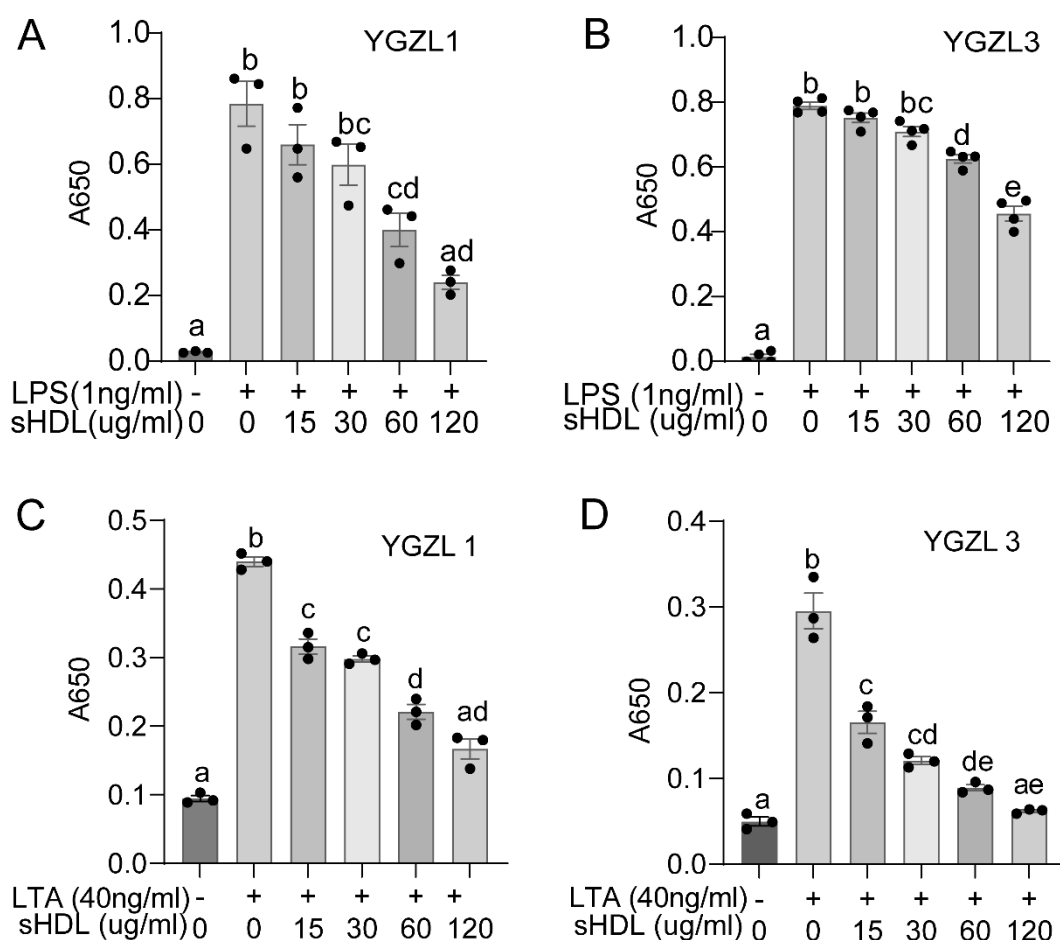 A
YGZL1
1.0
0.8
0.6
0.4
0.2
0.0
A650
a
b
b
bc
cd
ad
LPS(1ng/ml) - + + + + +
sHDL(ug/ml) 0 0 15 30 60 120
B
YGZL3
1.0
0.8
0.6
0.4
0.2
0.0
A650
a
b
b
bc
d
e
LPS (1ng/ml) - + + + + +
sHDL (ug/ml) 0 0 15 30 60 120
C
YGZL 1
0.5
0.4
0.3
0.2
0.1
0.0
A650
a
b
c
c
d
ad
LTA (40ng/ml) - + + + + +
sHDL (ug/ml) 0 0 15 30 60 120
D
YGZL 3
0.4
0.3
0.2
0.1
0.0
A650
a
b
c
cd
de
ae
LTA (40ng/ml) - + + + + +
sHDL (ug/ml) 0 0 15 30 60 120